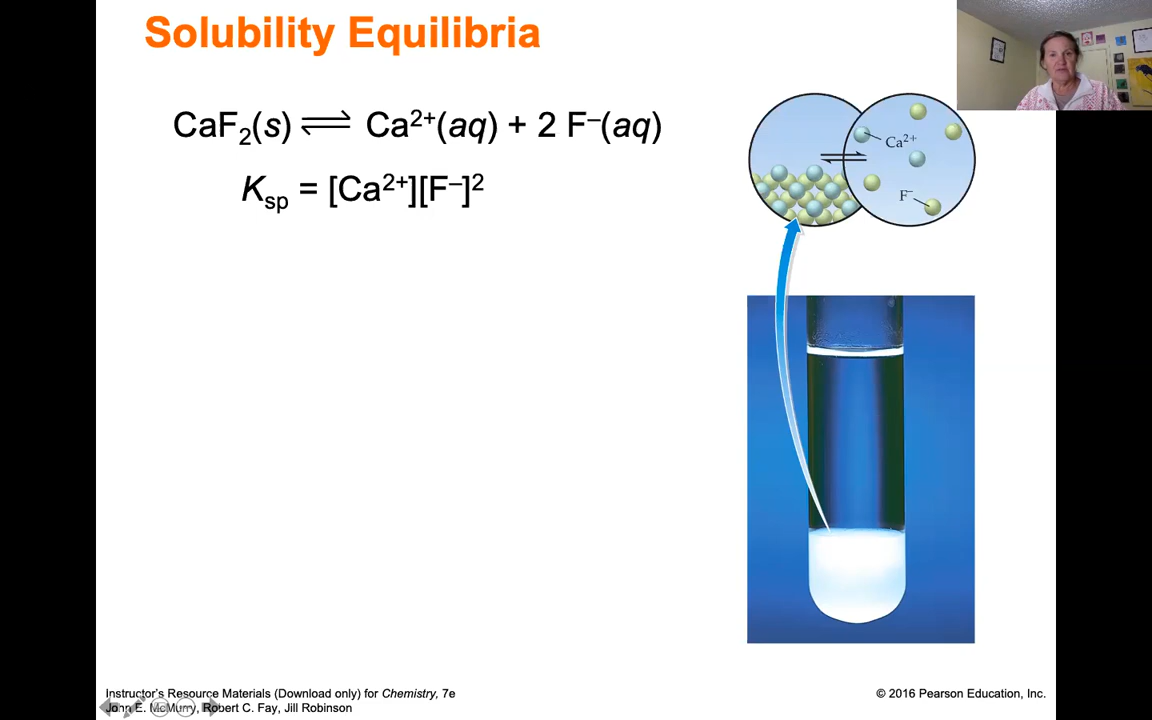 Solubility Equilibria
CaF₂(s) ⇌ Ca²⁺(aq) + 2 F⁻(aq)
Ksp = [Ca²⁺][F⁻]²
Ca²⁺
F⁻
Instructor's Resource Materials (Download only) for Chemistry, 7e
John E. McMurry, Robert C. Fay, Jill Robinson
© 2016 Pearson Education, Inc.